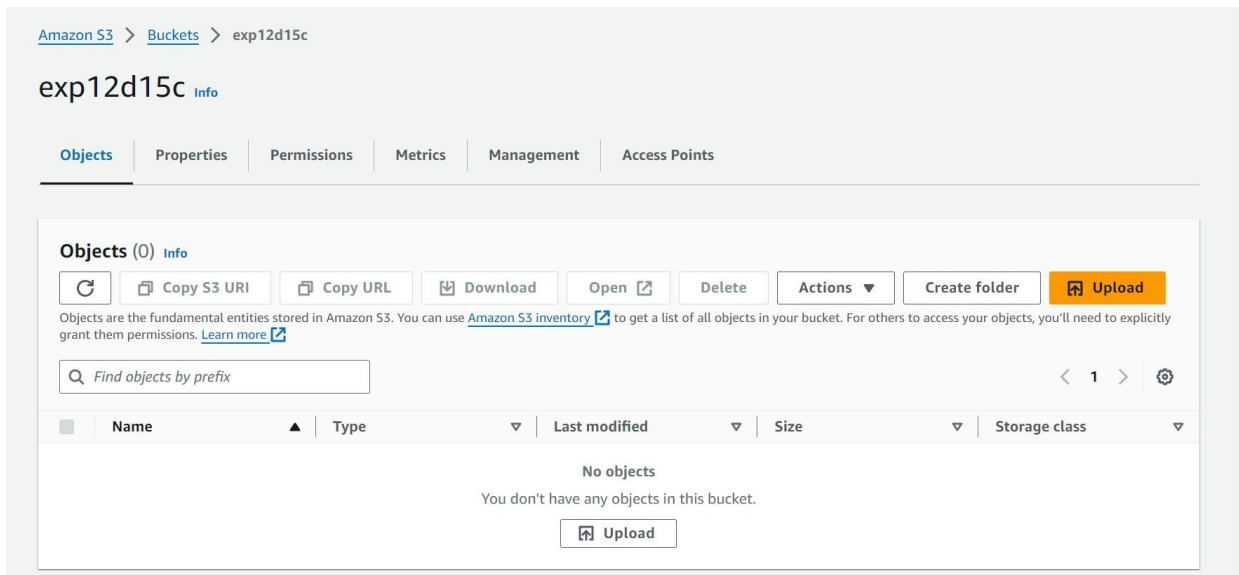 Amazon S3 > Buckets > exp12d15c
exp12d15c Info
Objects Properties Permissions Metrics Management Access Points
Objects (0) Info
Copy S3 URI Copy URL Download Open Delete Actions Create folder Upload
Objects are the fundamental entities stored in Amazon S3. You can use Amazon S3 inventory to get a list of all objects in your bucket. For others to access your objects, you'll need to explicitly
grant them permissions. Learn more
Find objects by prefix < 1 >
Name Type Last modified Size Storage class
No objects
You don't have any objects in this bucket.
Upload